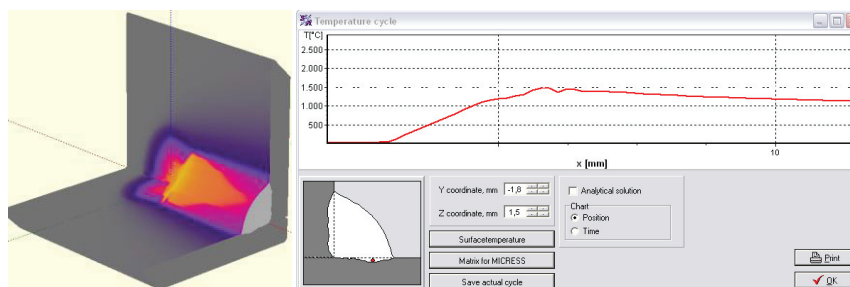 Temperature cycle
T[°C]
2.500
2.000
1.500
1.000
500
10
x [mm]
Y coordinate, mm -1,8
Z coordinate, mm 1,5
Analytical solution
Chart
Position
Time
Surfacetemperature
Matrix for MICRESS
Save actual cycle
Print
OK